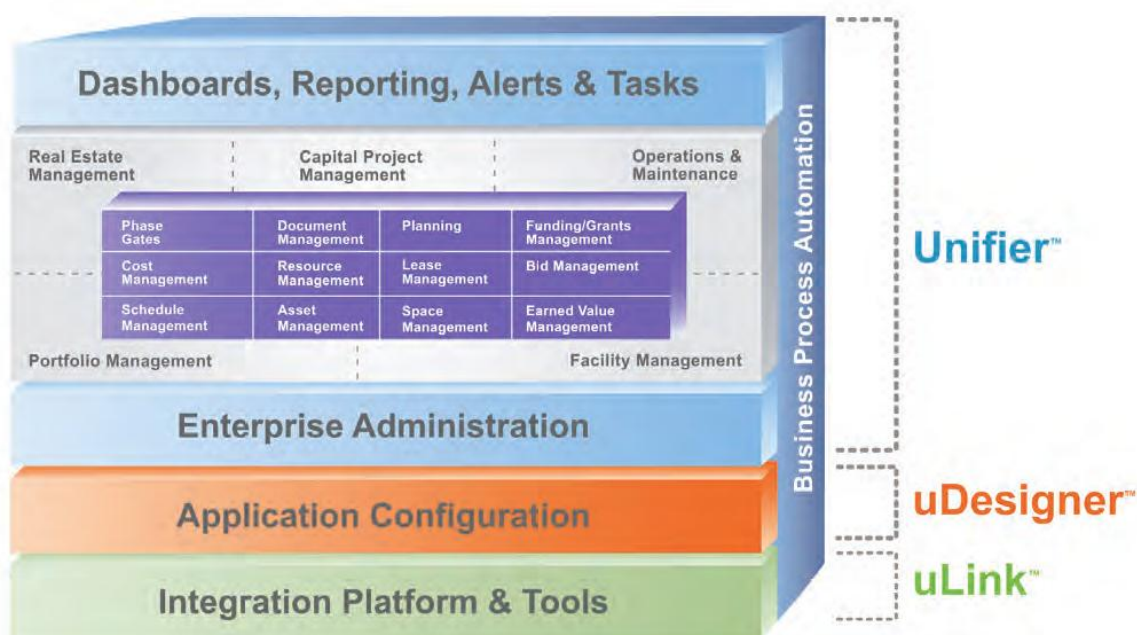 Dashboards, Reporting, Alerts & Tasks
Real Estate
Management
Capital Project
Management
Operations &
Maintenance
Phase
Gates
Document
Management
Planning
Funding/Grants
Management
Cost
Management
Resource
Management
Lease
Management
Bid Management
Schedule
Management
Asset
Management
Space
Management
Earned Value
Management
Portfolio Management
Facility Management
Enterprise Administration
Application Configuration
Integration Platform & Tools
Business Process Automation
Unifier™
uDesigner™
uLink™